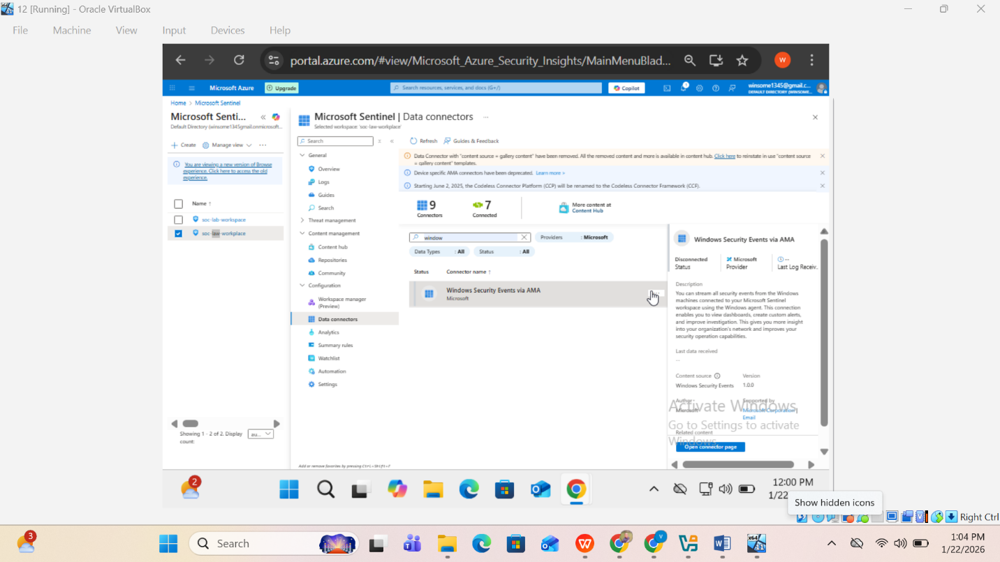 12 [Running] - Oracle VirtualBox
File Machine View Input Devices Help
portal.azure.com/#view/Microsoft_Azure_Security_Insights/MainMenuBlad...
W
Microsoft Azure
Upgrade
Search resources, services, and docs (G+/)
Copilot
1
winsome1345@gmail.c...
DEFAULT DIRECTORY (WINSOME...
Home > Microsoft Sentinel
Microsoft Senti...
Default Directory (winsome1345gmail.onmicrosoft...
+ Create Manage view ...
You are viewing a new version of Browse
experience. Click here to access the old
experience.
Name ↑
soc-lab-workspace
soc-law-workplace
Showing 1 - 2 of 2. Display
count:
au...
Microsoft Sentinel | Data connectors ...
Selected workspace: 'soc-law-workplace'
Search
General
Overview
Logs
Guides
Search
Threat management
Content management
Content hub
Repositories
Community
Configuration
Workspace manager
(Preview)
Data connectors
Analytics
Summary rules
Watchlist
Automation
Settings
Add or remove favorites by pressing Ctrl+Shift+F
Refresh Guides & Feedback
Data Connector with "content source = gallery content" have been removed. All the removed content and more is available in content hub. Click here to reinstate in use "content source
= gallery content" templates.
Device specific AMA connectors have been deprecated. Learn more >
Starting June 2, 2025, the Codeless Connector Platform (CCP) will be renamed to the Codeless Connector Framework (CCF).
9
Connectors
7
Connected
More content at
Content Hub
window
Providers : Microsoft
Data Types : All Status : All
Status Connector name ↑
Windows Security Events via AMA
Microsoft
Windows Security Events via AMA
Disconnected
Status
Microsoft
Provider
--
Last Log Receiv.
Description
You can stream all security events from the Windows
machines connected to your Microsoft Sentinel
workspace using the Windows agent. This connection
enables you to view dashboards, create custom alerts,
and improve investigation. This gives you more insight
into your organization's network and improves your
security operation capabilities.
Last data received
--
Content source Version
Windows Security Events 1.0.0
Author Supported by
Microsoft Microsoft Corporation |
Email
Related content
Open connector page
Activate Windows
Go to Settings to activate
Windows.
2
12:00 PM
1/22
Show hidden icons
Right Ctrl
3
Search
V
x64
11
1:04 PM
1/22/2026